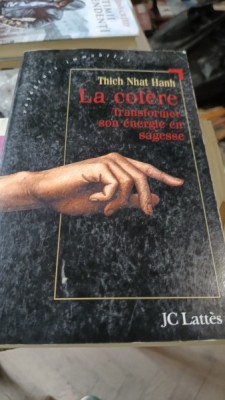 Thich Nhat Hanh
La colère
Transformer
son énergie en
sagesse
JC Lattès